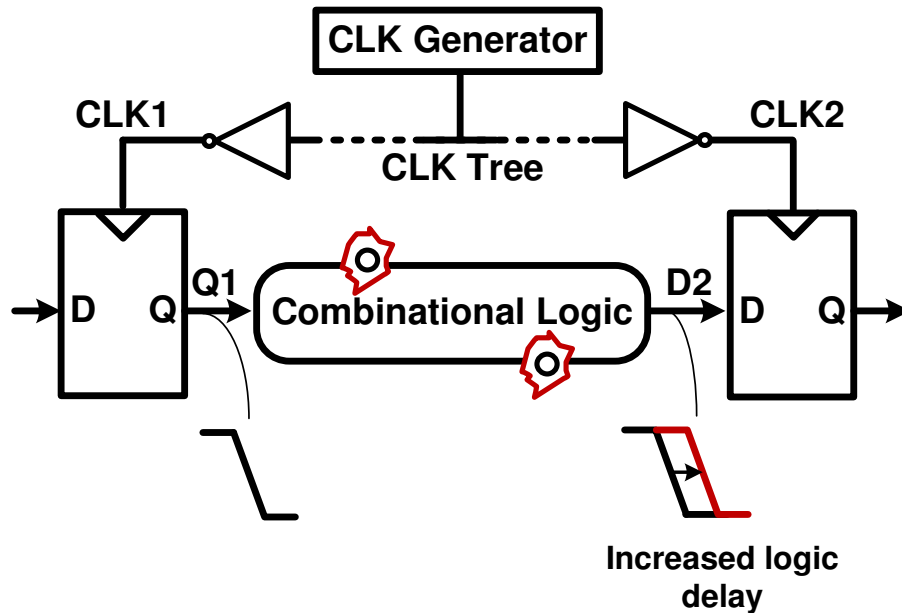 CLK Generator
CLK1
CLK2
CLK Tree
Q1
D2
D
Q
Combinational Logic
D
Q
Increased logic
delay